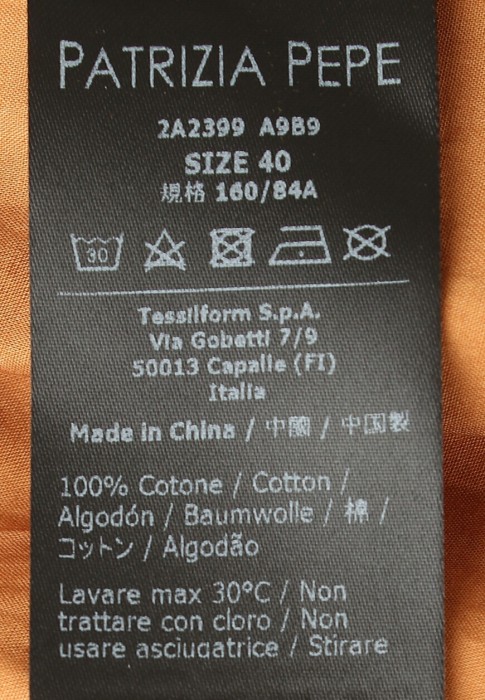 PATRIZIA PEPE
2A2399 A9B9
SIZE 40
規格 160/84A
30
Tessilform S.p.A.
Via Gobetti 7/9
50013 Capalle (FI)
Italia
Made in China / 中國 / 中国製
100% Cotone / Cotton /
Algodón / Baumwolle / 棉 /
コットン / Algodão
Lavare max 30°C / Non
trattare con cloro / Non
usare asciugatrice / Stirare